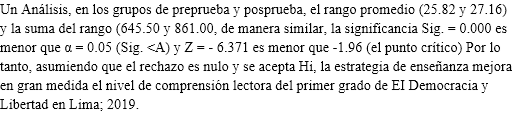 Un Análisis, en los grupos de preprueba y posprueba, el rango promedio (25.82 y 27.16)
y la suma del rango (645.50 y 861.00, de manera similar, la significancia Sig. = 0.000 es
menor que α = 0.05 (Sig. <A) y Z = - 6.371 es menor que -1.96 (el punto crítico) Por lo
tanto, asumiendo que el rechazo es nulo y se acepta Hi, la estrategia de enseñanza mejora
en gran medida el nivel de comprensión lectora del primer grado de EI Democracia y
Libertad en Lima; 2019.